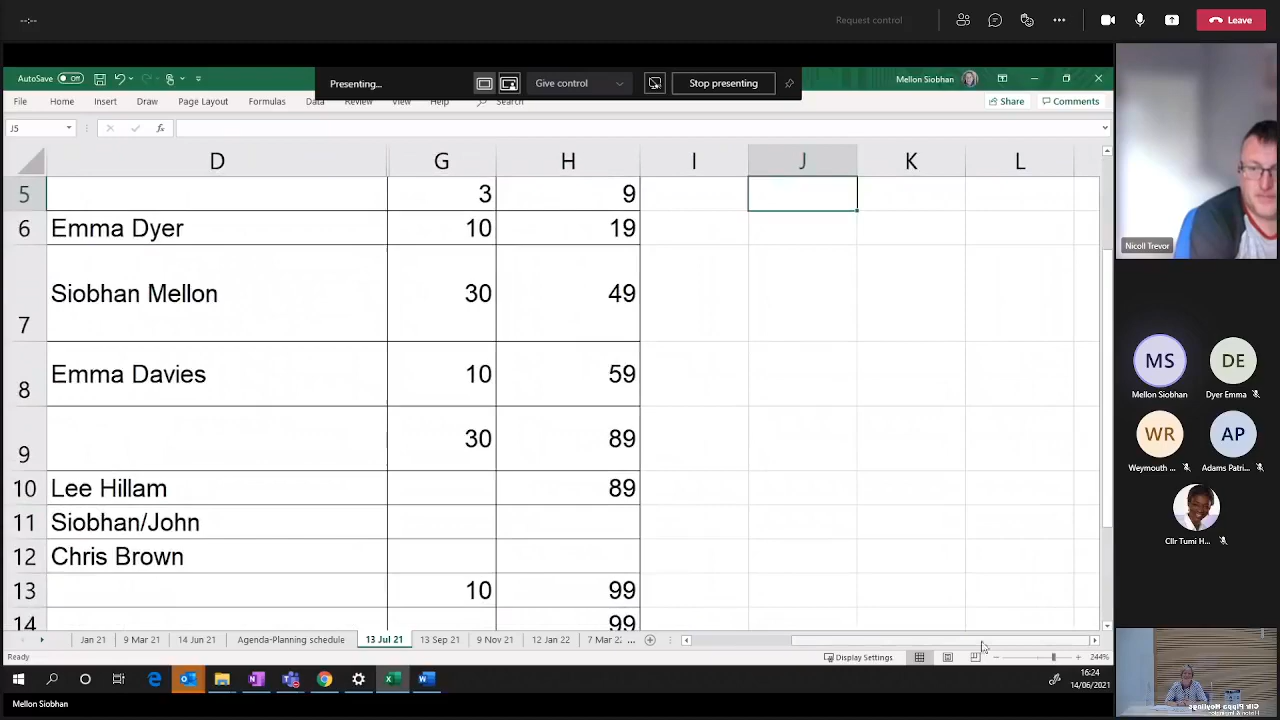 --:--
Request control
Leave
AutoSave Off
Presenting...
Give control
Stop presenting
Mellon Siobhan
File Home Insert Draw Page Layout Formulas Data Review View Help Search
Share Comments
J5
fx
D G H I J K L
5 3 9
6 Emma Dyer 10 19
7 Siobhan Mellon 30 49
8 Emma Davies 10 59
9 30 89
10 Lee Hillam 89
11 Siobhan/John
12 Chris Brown
13 10 99
14 99
Jan 21 9 Mar 21 14 Jun 21 Agenda-Planning schedule 13 Jul 21 13 Sep 21 9 Nov 21 12 Jan 22 7 Mar 22 ...
Ready
Display Settings
244%
16:24
14/06/2021
Mellon Siobhan
Nicoll Trevor
MS
Mellon Siobhan
DE
Dyer Emma
WR
Weymouth ...
AP
Adams Patri...
Cllr Tumi H...